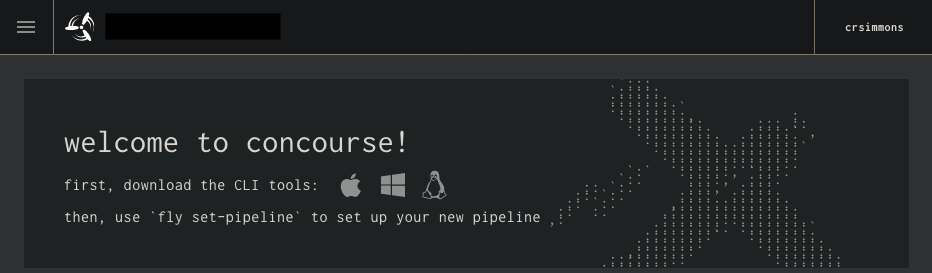 crsimmons
welcome to concourse!
first, download the CLI tools:
then, use `fly set-pipeline` to set up your new pipeline